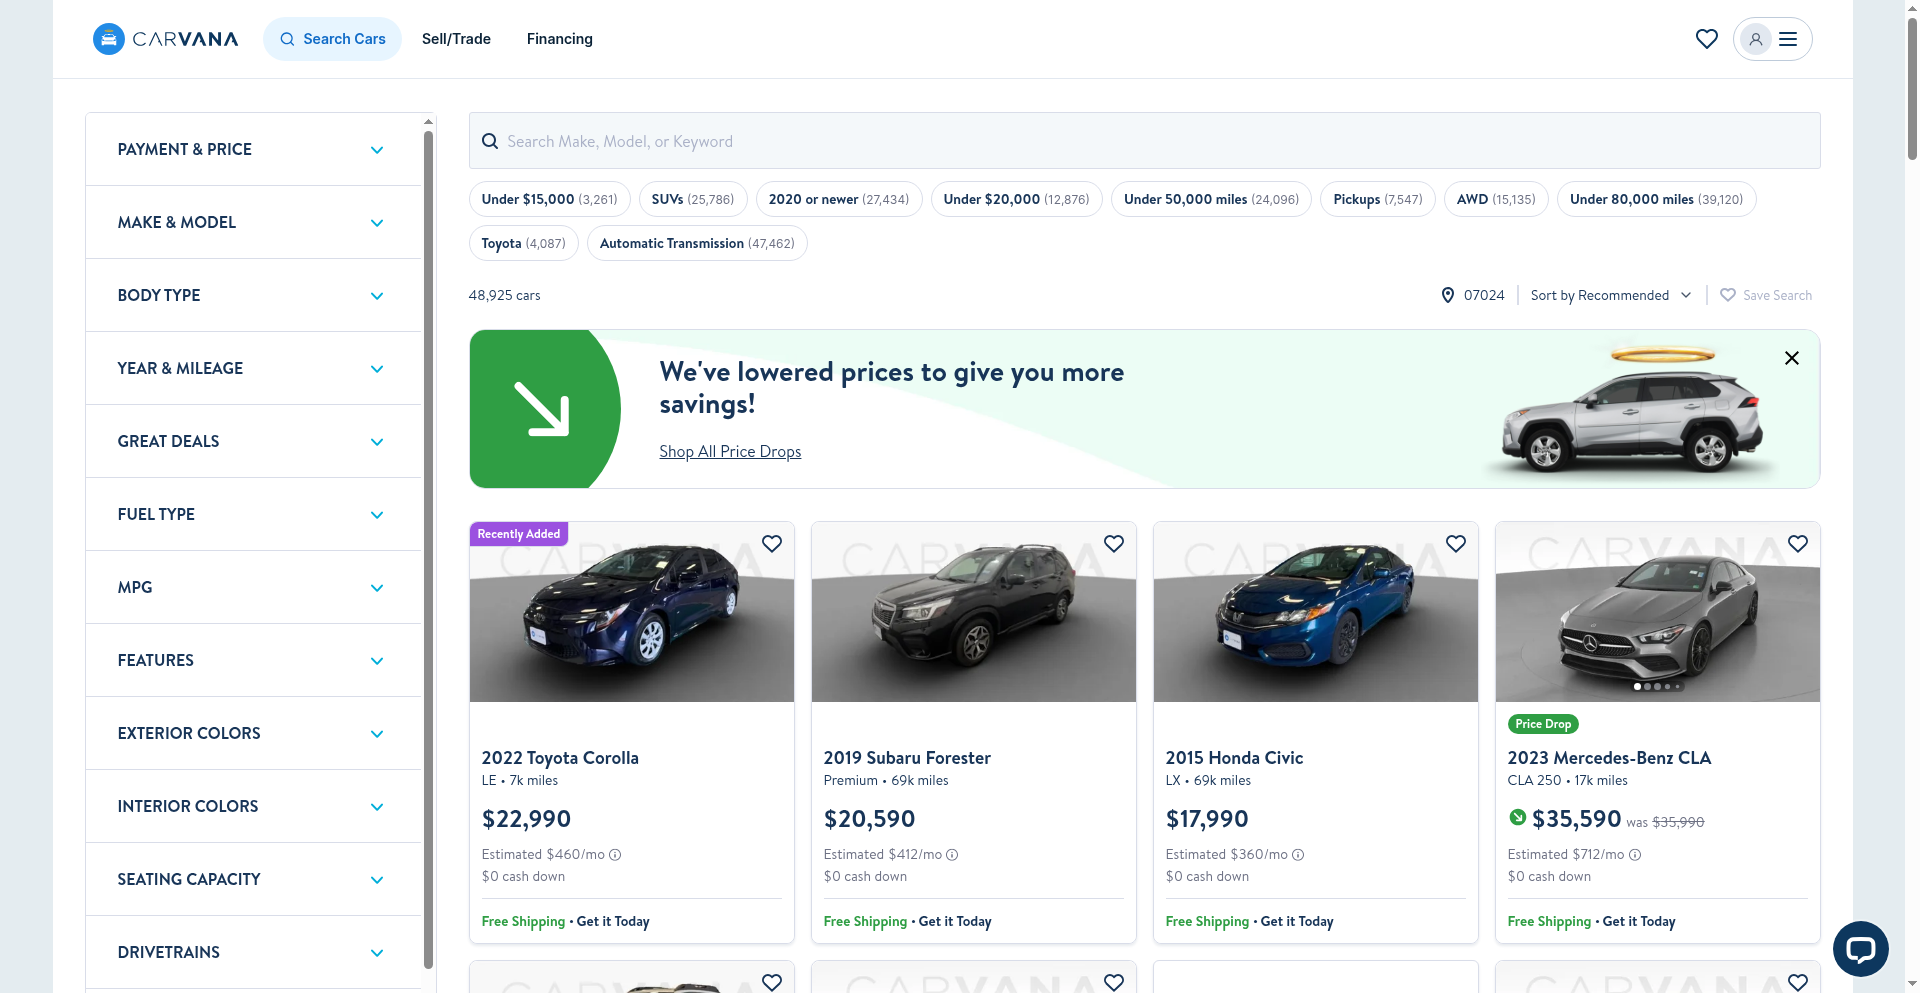 CARVANA
Search Cars
Sell/Trade
Financing
PAYMENT & PRICE
MAKE & MODEL
BODY TYPE
YEAR & MILEAGE
GREAT DEALS
FUEL TYPE
MPG
FEATURES
EXTERIOR COLORS
INTERIOR COLORS
SEATING CAPACITY
DRIVETRAINS
Search Make, Model, or Keyword
Under $15,000 (3,261)
SUVs (25,786)
2020 or newer (27,434)
Under $20,000 (12,876)
Under 50,000 miles (24,096)
Pickups (7,547)
AWD (15,135)
Under 80,000 miles (39,120)
Toyota (4,087)
Automatic Transmission (47,462)
48,925 cars
07024
Sort by Recommended
Save Search
We've lowered prices to give you more
savings!
Shop All Price Drops
Recently Added
CARVANA
2022 Toyota Corolla
LE • 7k miles
$22,990
Estimated $460/mo
$0 cash down
Free Shipping • Get it Today
CARVANA
2019 Subaru Forester
Premium • 69k miles
$20,590
Estimated $412/mo
$0 cash down
Free Shipping • Get it Today
CARVANA
2015 Honda Civic
LX • 69k miles
$17,990
Estimated $360/mo
$0 cash down
Free Shipping • Get it Today
CARVANA
Price Drop
2023 Mercedes-Benz CLA
CLA 250 • 17k miles
$35,590 was $35,990
Estimated $712/mo
$0 cash down
Free Shipping • Get it Today
CARVANA
CARVANA
CARVANA